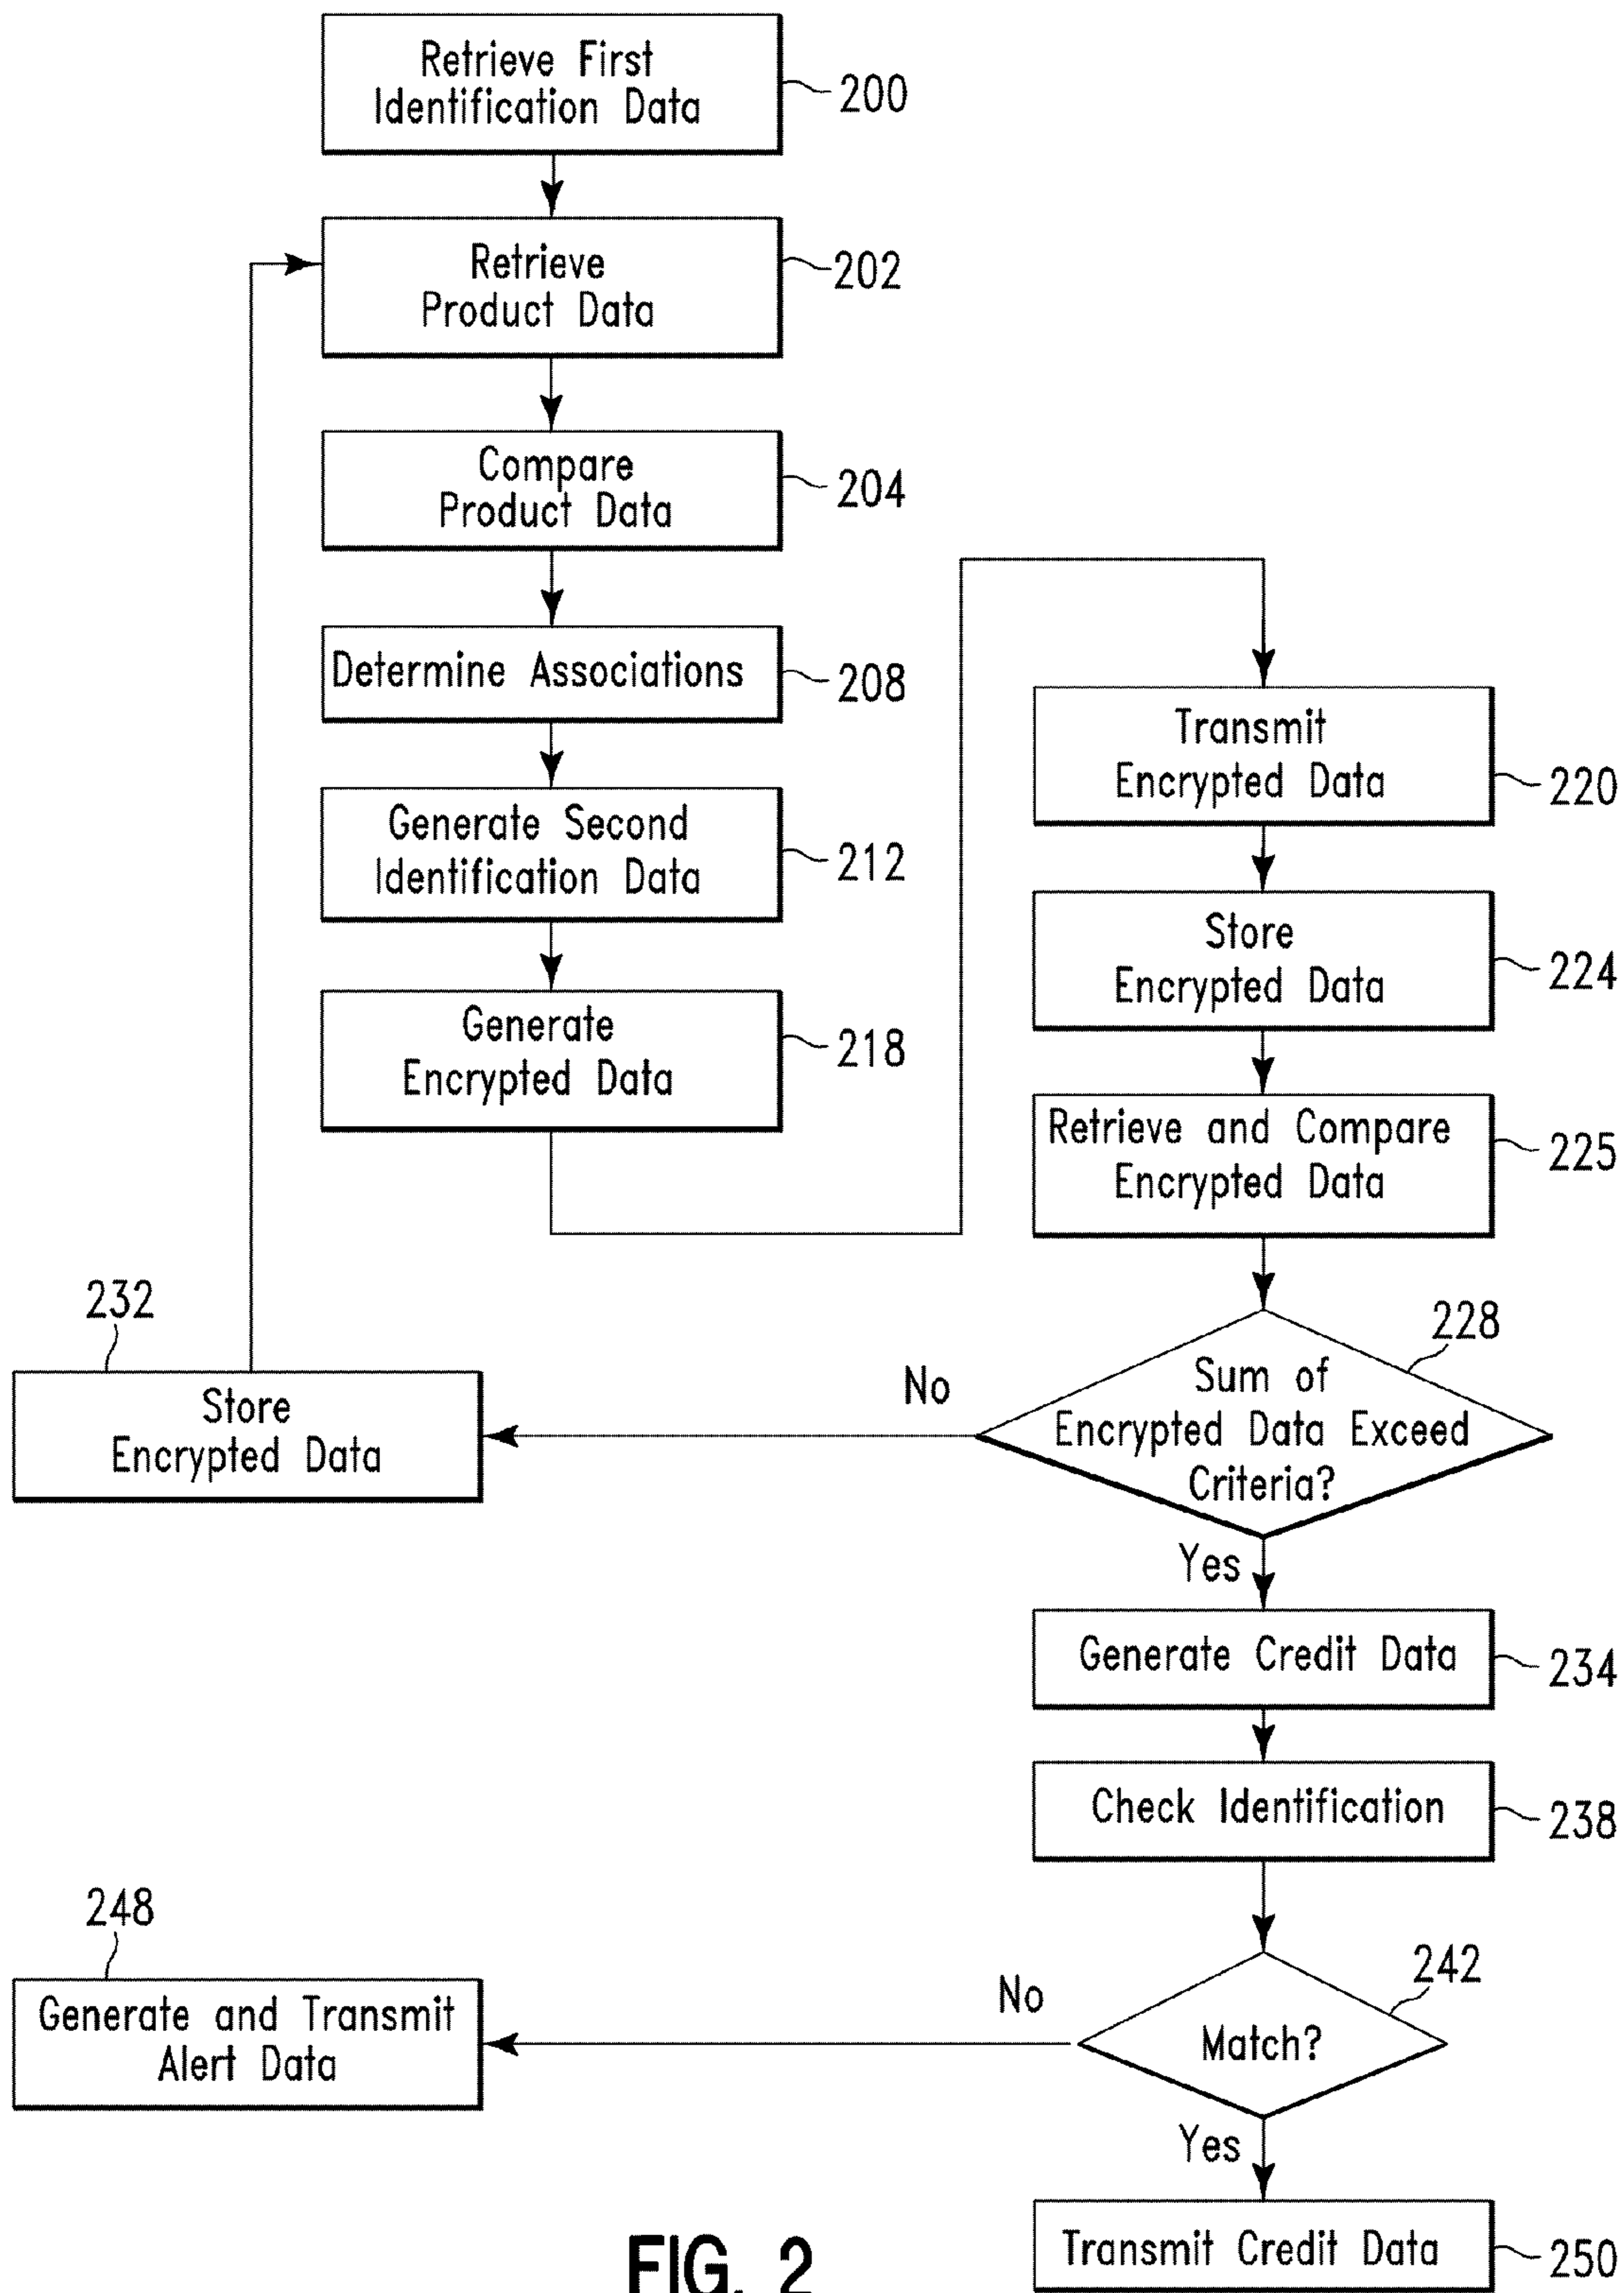 Retrieve First
Identification Data
200
Retrieve
Product Data
202
Compare
Product Data
204
Determine Associations
208
Generate Second
Identification Data
212
Generate
Encrypted Data
218
Transmit
Encrypted Data
220
Store
Encrypted Data
224
Retrieve and Compare
Encrypted Data
225
Sum of
Encrypted Data Exceed
Criteria?
228
No
232
Store
Encrypted Data
Yes
Generate Credit Data
234
Check Identification
238
Match?
242
No
248
Generate and Transmit
Alert Data
Yes
Transmit Credit Data
250
FIG. 2